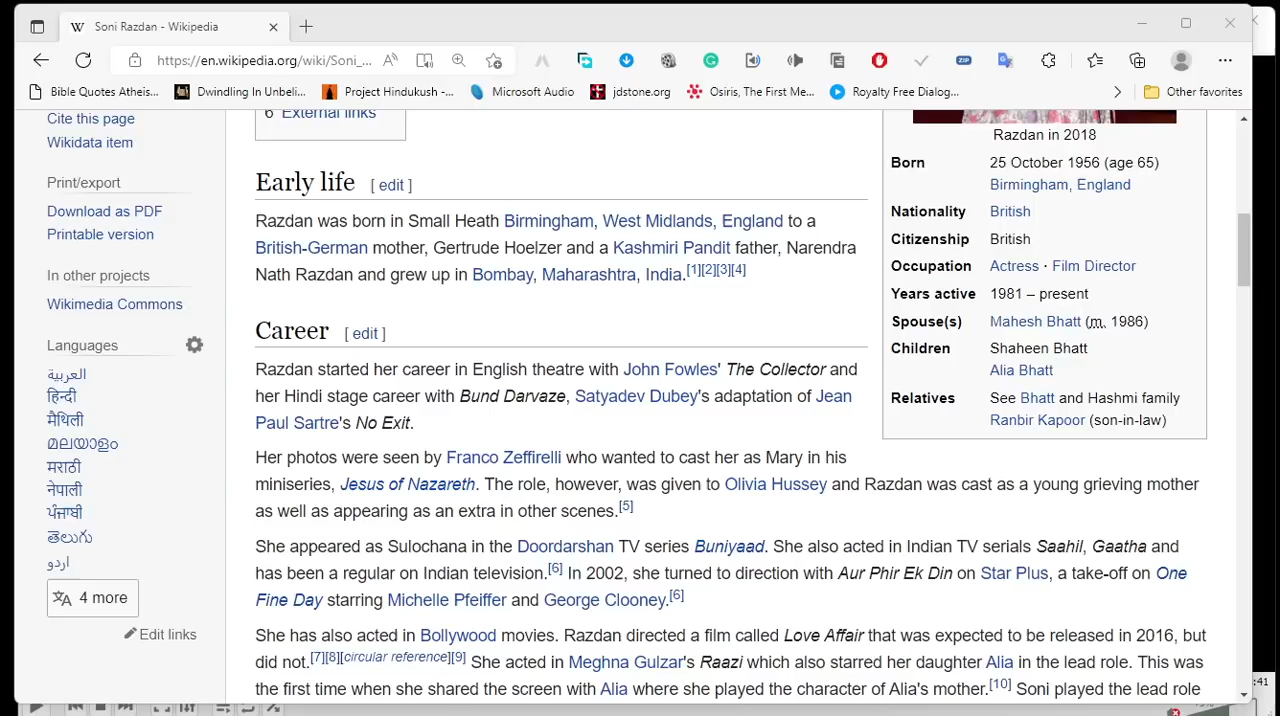 Soni Razdan - Wikipedia
https://en.wikipedia.org/wiki/Soni_...
Bible Quotes Atheis...
Dwindling In Unbeli...
Project Hindukush -...
Microsoft Audio
jdstone.org
Osiris, The First Me...
Royalty Free Dialog...
Other favorites
Cite this page
Wikidata item
Print/export
Download as PDF
Printable version
In other projects
Wikimedia Commons
Languages
العربية
हिन्दी
मैथिली
മലയാളം
मराठी
नेपाली
ਪੰਜਾਬੀ
తెలుగు
اردو
4 more
Edit links
6 External links
Early life [ edit ]
Razdan was born in Small Heath Birmingham, West Midlands, England to a
British-German mother, Gertrude Hoelzer and a Kashmiri Pandit father, Narendra
Nath Razdan and grew up in Bombay, Maharashtra, India.[1][2][3][4]
Career [ edit ]
Razdan started her career in English theatre with John Fowles' The Collector and
her Hindi stage career with Bund Darvaze, Satyadev Dubey's adaptation of Jean
Paul Sartre's No Exit.
Her photos were seen by Franco Zeffirelli who wanted to cast her as Mary in his
miniseries, Jesus of Nazareth. The role, however, was given to Olivia Hussey and Razdan was cast as a young grieving mother
as well as appearing as an extra in other scenes.[5]
She appeared as Sulochana in the Doordarshan TV series Buniyaad. She also acted in Indian TV serials Saahil, Gaatha and
has been a regular on Indian television.[6] In 2002, she turned to direction with Aur Phir Ek Din on Star Plus, a take-off on One
Fine Day starring Michelle Pfeiffer and George Clooney.[6]
She has also acted in Bollywood movies. Razdan directed a film called Love Affair that was expected to be released in 2016, but
did not.[7][8][circular reference][9] She acted in Meghna Gulzar's Raazi which also starred her daughter Alia in the lead role. This was
the first time when she shared the screen with Alia where she played the character of Alia's mother.[10] Soni played the lead role
Razdan in 2018
Born 25 October 1956 (age 65)
Birmingham, England
Nationality British
Citizenship British
Occupation Actress · Film Director
Years active 1981 – present
Spouse(s) Mahesh Bhatt (m. 1986)
Children Shaheen Bhatt
Alia Bhatt
Relatives See Bhatt and Hashmi family
Ranbir Kapoor (son-in-law)
ZIP
:41